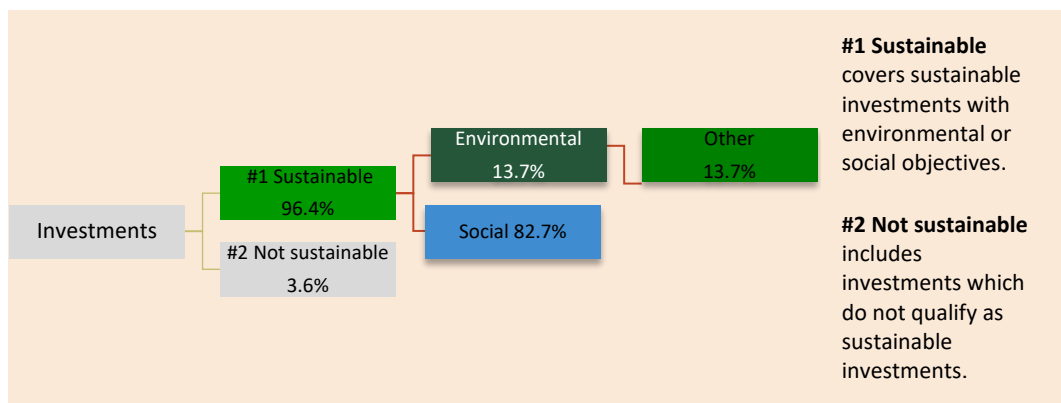 Investments
#1 Sustainable
96.4%
#2 Not sustainable
3.6%
Environmental
13.7%
Social 82.7%
Other
13.7%
#1 Sustainable
covers sustainable
investments with
environmental or
social objectives.
#2 Not sustainable
includes
investments which
do not qualify as
sustainable
investments.